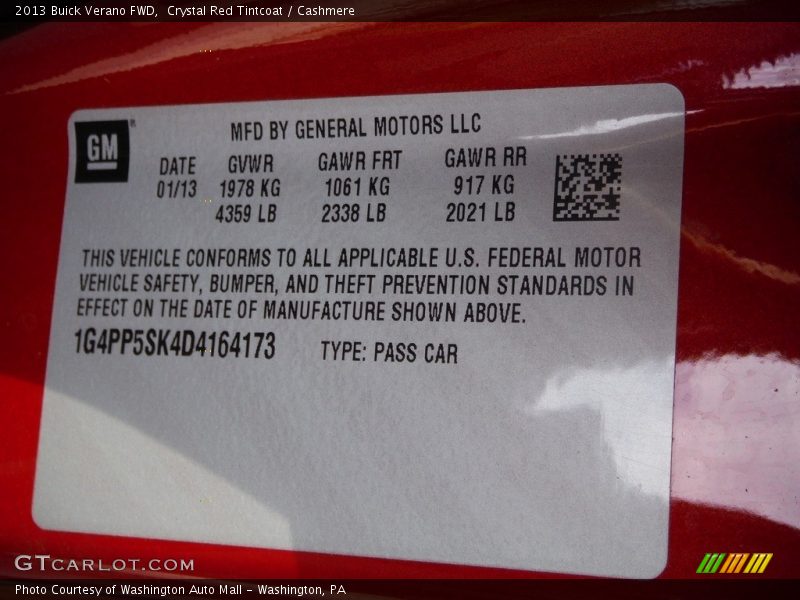 2013 Buick Verano FWD, Crystal Red Tintcoat / Cashmere
GM
MFD BY GENERAL MOTORS LLC
DATE GVWR GAWR FRT GAWR RR
01/13 1978 KG 1061 KG 917 KG
4359 LB 2338 LB 2021 LB
THIS VEHICLE CONFORMS TO ALL APPLICABLE U.S. FEDERAL MOTOR
VEHICLE SAFETY, BUMPER, AND THEFT PREVENTION STANDARDS IN
EFFECT ON THE DATE OF MANUFACTURE SHOWN ABOVE.
1G4PP5SK4D4164173 TYPE: PASS CAR
GTCARLOT.COM
Photo Courtesy of Washington Auto Mall - Washington, PA